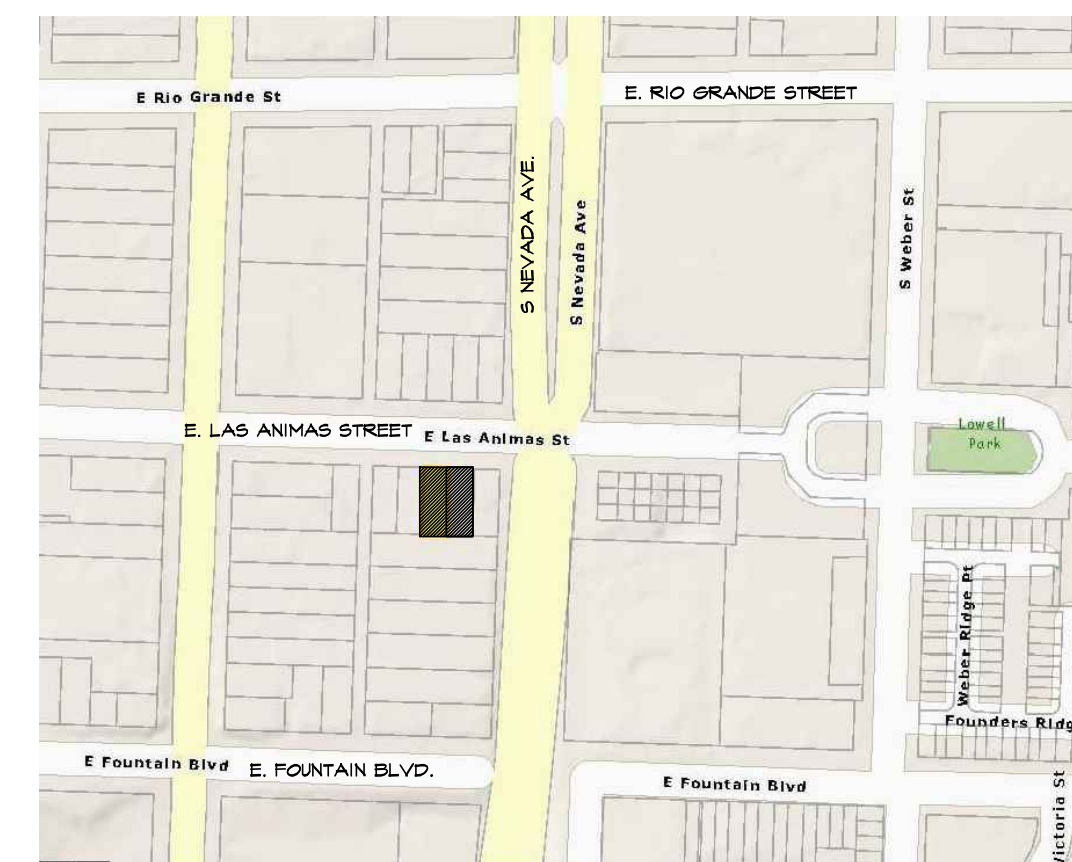 E Rio Grande St
E. RIO GRANDE STREET
S NEVADA AVE.
S Nevada Ave
S Weber St
E. LAS ANIMAS STREET
E Las Animas St
Lowell
Park
Weber Ridge Pt
Founders Ridg
E Fountain Blvd
E. FOUNTAIN BLVD.
E Fountain Blvd
Victoria St